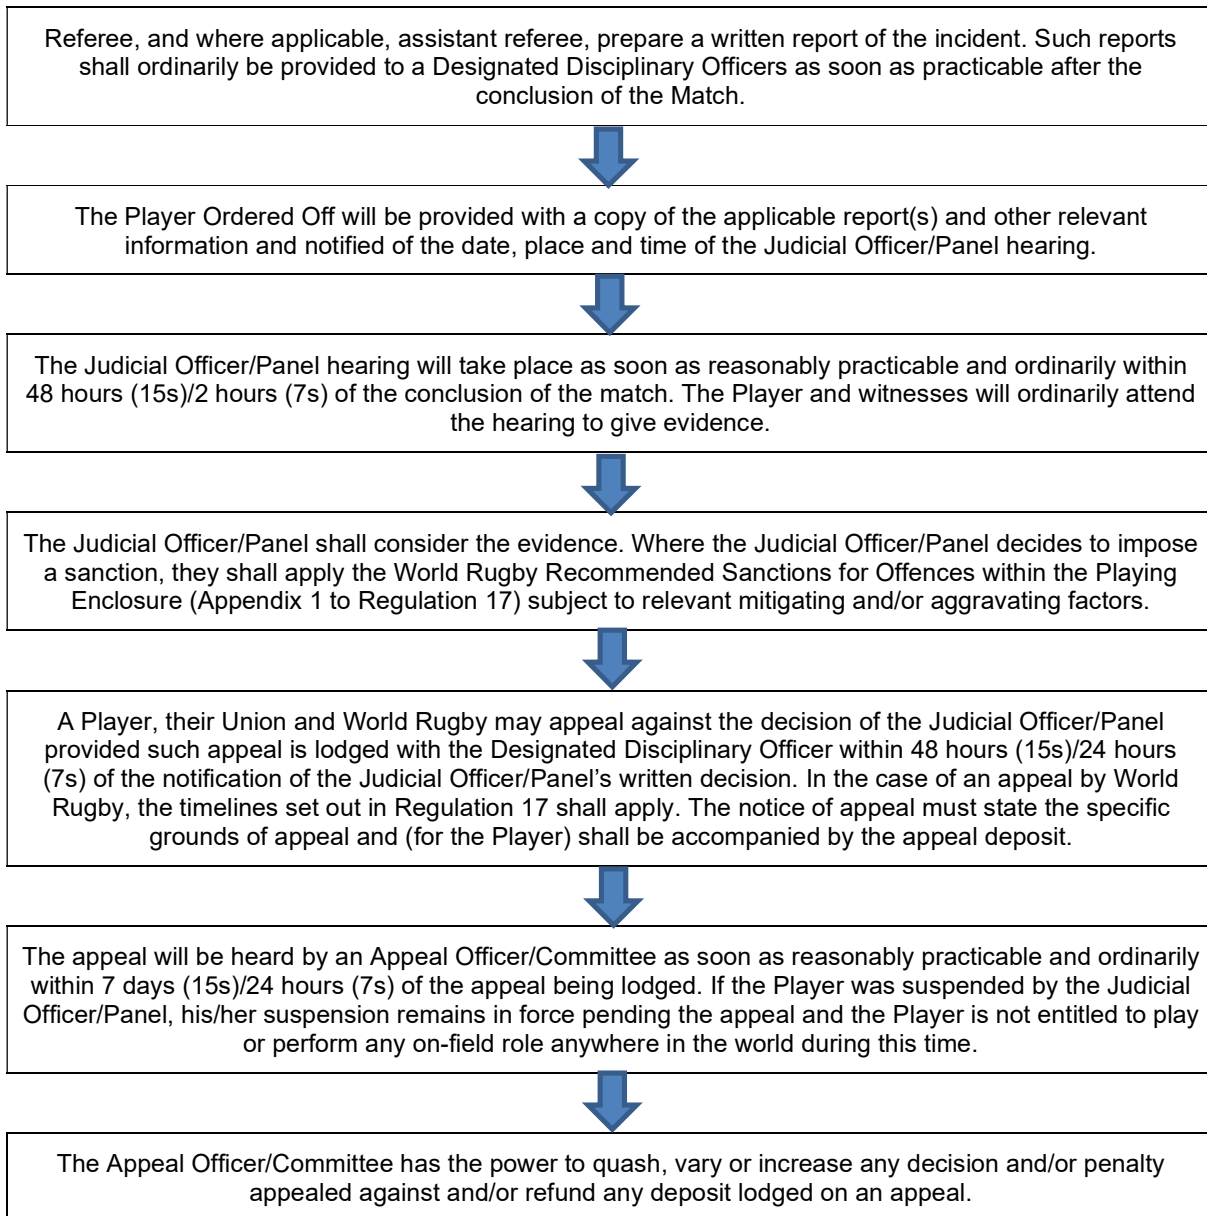 Referee, and where applicable, assistant referee, prepare a written report of the incident. Such reports
shall ordinarily be provided to a Designated Disciplinary Officers as soon as practicable after the
conclusion of the Match.
The Player Ordered Off will be provided with a copy of the applicable report(s) and other relevant
information and notified of the date, place and time of the Judicial Officer/Panel hearing.
The Judicial Officer/Panel hearing will take place as soon as reasonably practicable and ordinarily within
48 hours (15s)/2 hours (7s) of the conclusion of the match. The Player and witnesses will ordinarily attend
the hearing to give evidence.
The Judicial Officer/Panel shall consider the evidence. Where the Judicial Officer/Panel decides to impose
a sanction, they shall apply the World Rugby Recommended Sanctions for Offences within the Playing
Enclosure (Appendix 1 to Regulation 17) subject to relevant mitigating and/or aggravating factors.
A Player, their Union and World Rugby may appeal against the decision of the Judicial Officer/Panel
provided such appeal is lodged with the Designated Disciplinary Officer within 48 hours (15s)/24 hours
(7s) of the notification of the Judicial Officer/Panel’s written decision. In the case of an appeal by World
Rugby, the timelines set out in Regulation 17 shall apply. The notice of appeal must state the specific
grounds of appeal and (for the Player) shall be accompanied by the appeal deposit.
The appeal will be heard by an Appeal Officer/Committee as soon as reasonably practicable and ordinarily
within 7 days (15s)/24 hours (7s) of the appeal being lodged. If the Player was suspended by the Judicial
Officer/Panel, his/her suspension remains in force pending the appeal and the Player is not entitled to play
or perform any on-field role anywhere in the world during this time.
The Appeal Officer/Committee has the power to quash, vary or increase any decision and/or penalty
appealed against and/or refund any deposit lodged on an appeal.